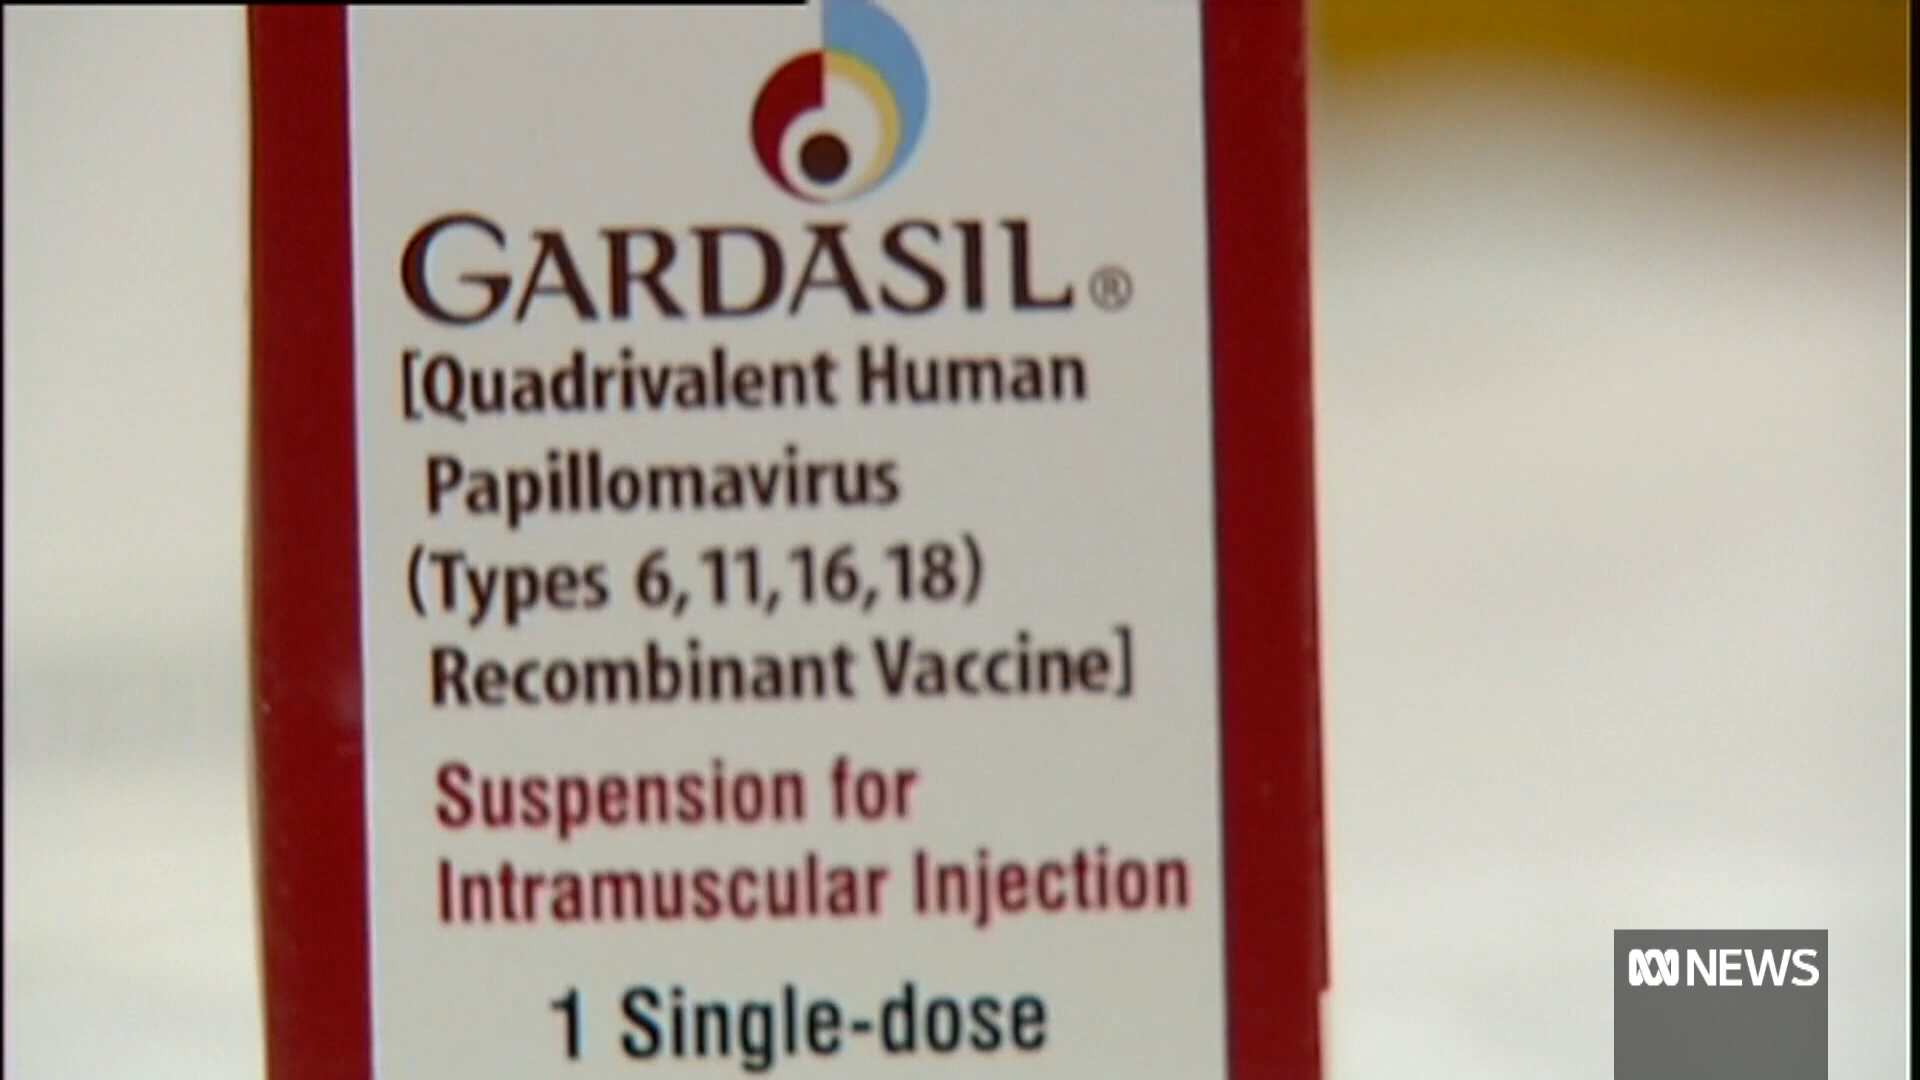 GARDASIL®
[Quadrivalent Human
Papillomavirus
(Types 6,11,16,18)
Recombinant Vaccine]
Suspension for
Intramuscular Injection
1 Single-dose
NEWS